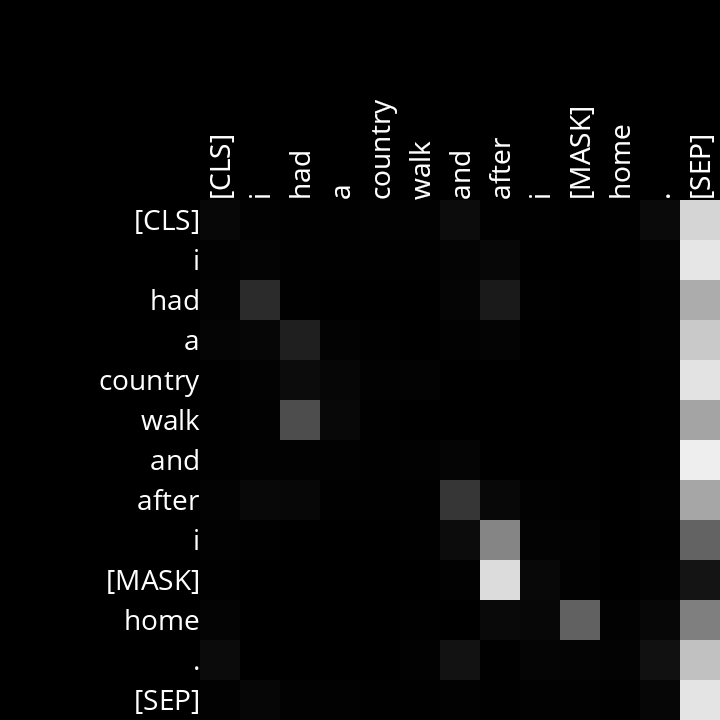 [CLS] i had a country walk and after i [MASK] home . [SEP]
[CLS]
i
had
a
country
walk
and
after
i
[MASK]
home
.
[SEP]